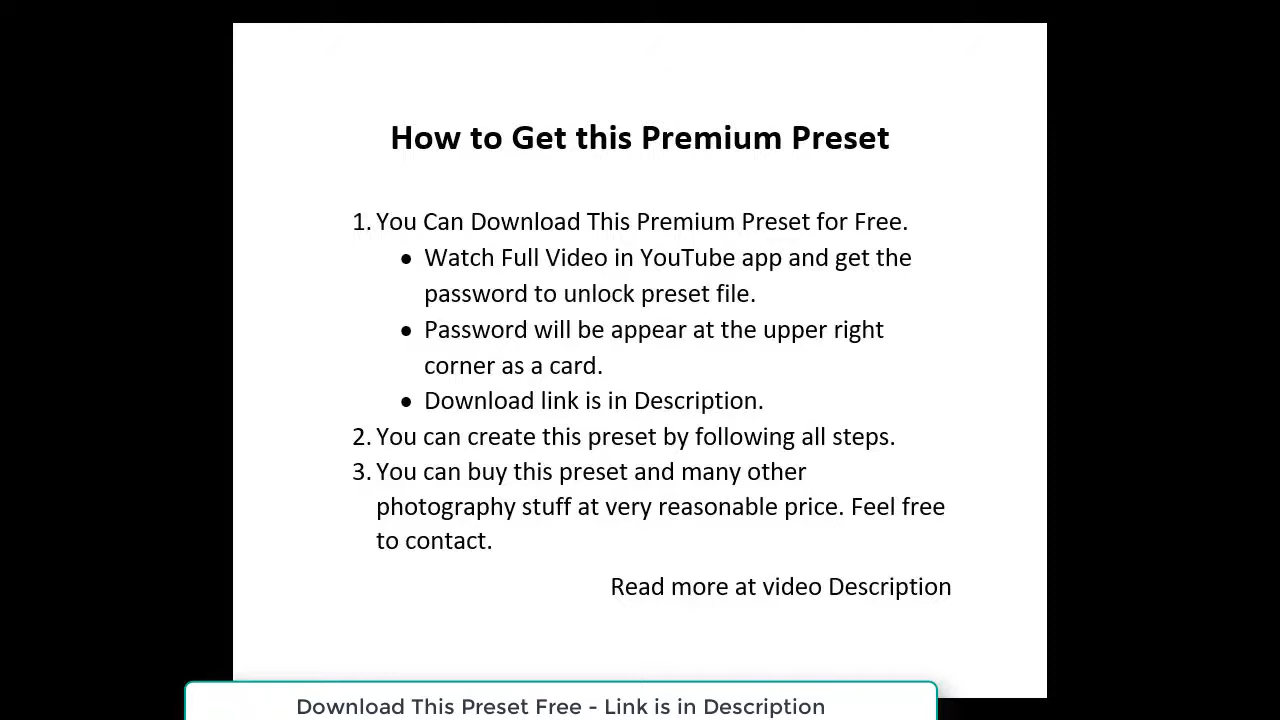 How to Get this Premium Preset
1. You Can Download This Premium Preset for Free.
● Watch Full Video in YouTube app and get the
password to unlock preset file.
● Password will be appear at the upper right
corner as a card.
● Download link is in Description.
2. You can create this preset by following all steps.
3. You can buy this preset and many other
photography stuff at very reasonable price. Feel free
to contact.
Read more at video Description
Download This Preset Free - Link is in Description